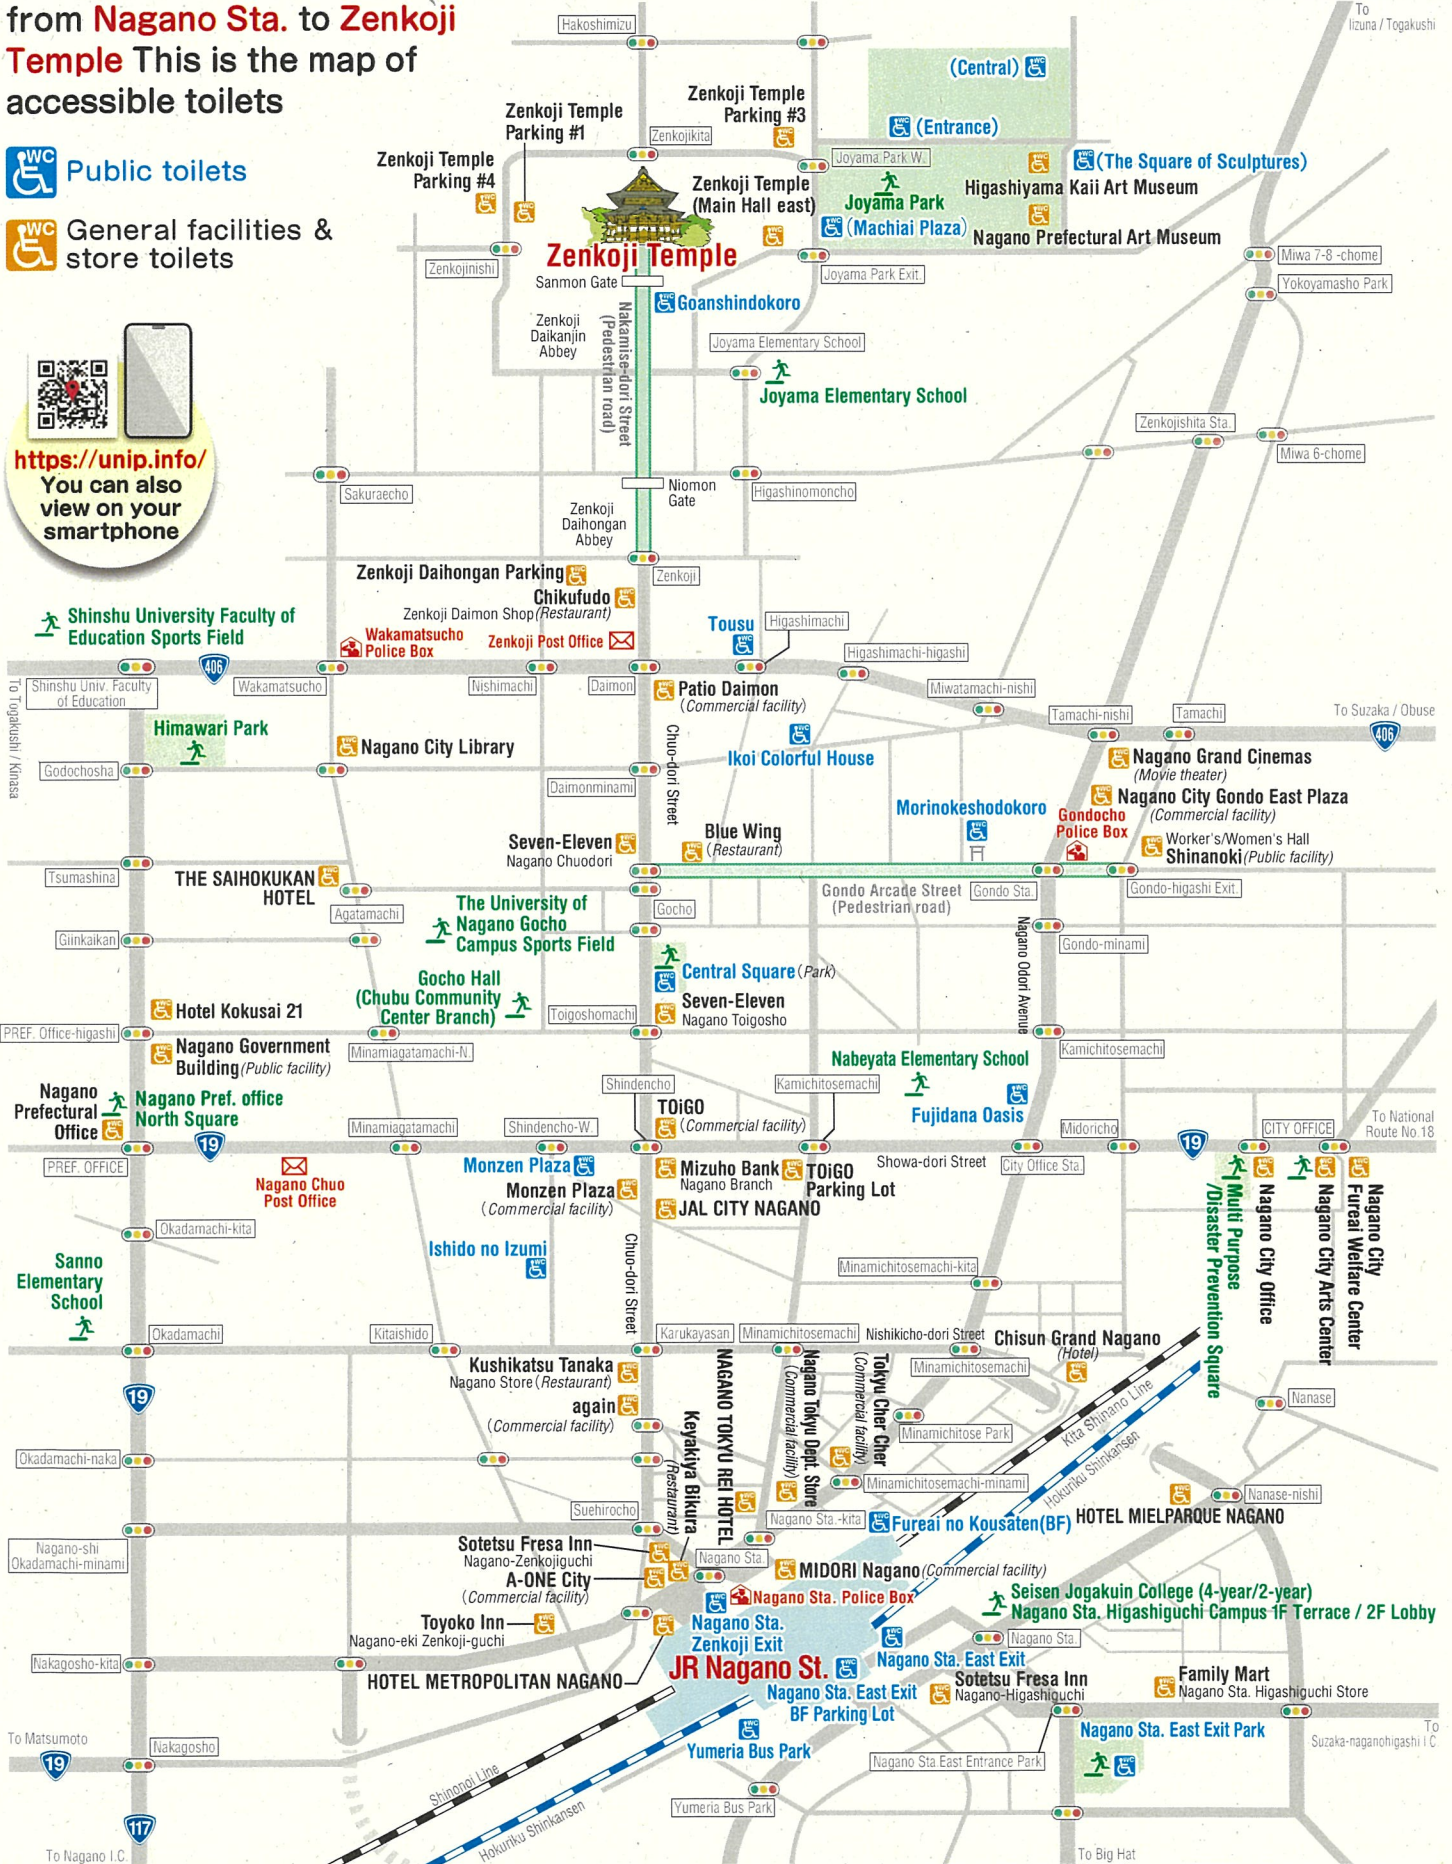 from Nagano Sta. to Zenkoji
Temple This is the map of
accessible toilets
WC
Public toilets
WC
General facilities &
store toilets
https://unip.info/
You can also
view on your
smartphone
To
Iizuna / Togakushi
Hakoshimizu
(Central)
(Entrance)
Zenkoji Temple
Parking #3
Zenkoji Temple
Parking #1
Zenkojikita
Zenkoji Temple
Parking #4
Joyama Park W.
(The Square of Sculptures)
Higashiyama Kaii Art Museum
Zenkoji Temple
(Main Hall east)
Joyama Park
(Machiai Plaza)
Nagano Prefectural Art Museum
Zenkoji Temple
Zenkojinishi
Joyama Park Exit.
Miwa 7-8 -chome
Yokoyamasho Park
Sanmon Gate
Goanshindokoro
Zenkoji
Daikanjin
Abbey
Nakamise-dori Street
(Pedestrian road)
Joyama Elementary School
Joyama Elementary School
Zenkojishita Sta.
Miwa 6-chome
Sakuraecho
Niomon
Gate
Higashinomoncho
Zenkoji
Daihongan
Abbey
Zenkoji Daihongan Parking
Zenkoji
Chikufudo
Zenkoji Daimon Shop(Restaurant)
Shinshu University Faculty of
Education Sports Field
Wakamatsucho
Police Box
Zenkoji Post Office
Tousu
Higashimachi
Higashimachi-higashi
406
Shinshu Univ. Faculty
of Education
Wakamatsucho
Nishimachi
Daimon
Patio Daimon
(Commercial facility)
Miwatamachi-nishi
Tamachi-nishi
Tamachi
To Suzaka / Obuse
406
To Togakushi / Kinasa
Himawari Park
Nagano City Library
Chuo-dori Street
Ikoi Colorful House
Nagano Grand Cinemas
(Movie theater)
Godochosha
Daimonminami
Nagano City Gondo East Plaza
(Commercial facility)
Morinokeshodokoro
Gondocho
Police Box
Seven-Eleven
Nagano Chuodori
Blue Wing
(Restaurant)
Worker's/Women's Hall
Shinanoki(Public facility)
Tsumashina
THE SAIHOKUKAN
HOTEL
Gondo Arcade Street
(Pedestrian road)
Gondo Sta.
Gondo-higashi Exit.
Agatamachi
The University of
Nagano Gocho
Campus Sports Field
Gocho
Giinkaikan
Nagano Odori Avenue
Gondo-minami
Central Square(Park)
Gocho Hall
(Chubu Community
Center Branch)
Seven-Eleven
Nagano Toigosho
Hotel Kokusai 21
Toigoshomachi
PREF. Office-higashi
Nagano Government
Building(Public facility)
Minamiagatamachi-N.
Kamichitosemachi
Nabeyata Elementary School
Nagano
Prefectural
Office
Nagano Pref. office
North Square
Shindencho
Kamichitosemachi
TOiGO
(Commercial facility)
Fujidana Oasis
19
Minamiagatamachi
Shindencho-W.
Midoricho
19
CITY OFFICE
To National
Route No.18
PREF. OFFICE
Nagano Chuo
Post Office
Monzen Plaza
Monzen Plaza
(Commercial facility)
Mizuho Bank
Nagano Branch
TOiGO
Parking Lot
Showa-dori Street
City Office Sta.
JAL CITY NAGANO
Multi Purpose
/Disaster Prevention Square
Nagano City Office
Nagano City Arts Center
Nagano City
Fureai Welfare Center
Okadamachi-kita
Ishido no Izumi
Chuo-dori Street
Sanno
Elementary
School
Minamichitosemachi-kita
Okadamachi
Kitaishido
Karukayasan
Minamichitosemachi
Nishikicho-dori Street
Chisun Grand Nagano
(Hotel)
Minamichitosemachi
Kushikatsu Tanaka
Nagano Store(Restaurant)
again
(Commercial facility)
NAGANO TOKYU REI HOTEL
Nagano Tokyu Dept. Store
(Commercial facility)
Tokyu Cher Cher
(Commercial facility)
19
Nanase
Kita Shinano Line
Hokuriku Shinkansen
Minamichitose Park
Keyakiya Bikura
(Restaurant)
Okadamachi-naka
Minamichitosemachi-minami
Nanase-nishi
HOTEL MIELPARQUE NAGANO
Suehirocho
Nagano Sta.-kita
Fureai no Kousaten(BF)
Nagano-shi
Okadamachi-minami
Sotetsu Fresa Inn
Nagano-Zenkojiguchi
A-ONE City
(Commercial facility)
Nagano Sta.
MIDORI Nagano(Commercial facility)
Nagano Sta. Police Box
Seisen Jogakuin College (4-year/2-year)
Nagano Sta. Higashiguchi Campus 1F Terrace / 2F Lobby
Toyoko Inn
Nagano-eki Zenkoji-guchi
Nagano Sta.
Zenkoji Exit
Nagano Sta.
Nagano Sta. East Exit
Nakagosho-kita
HOTEL METROPOLITAN NAGANO
JR Nagano St.
Nagano Sta. East Exit
BF Parking Lot
Sotetsu Fresa Inn
Nagano-Higashiguchi
Family Mart
Nagano Sta. Higashiguchi Store
To Matsumoto
19
Nakagosho
Yumeria Bus Park
Nagano Sta. East Exit Park
To
Suzaka-naganohigashi I C
Nagano Sta East Entrance Park
Shinonoi Line
Hokuriku Shinkansen
Yumeria Bus Park
117
To Nagano I.C.
To Big Hat